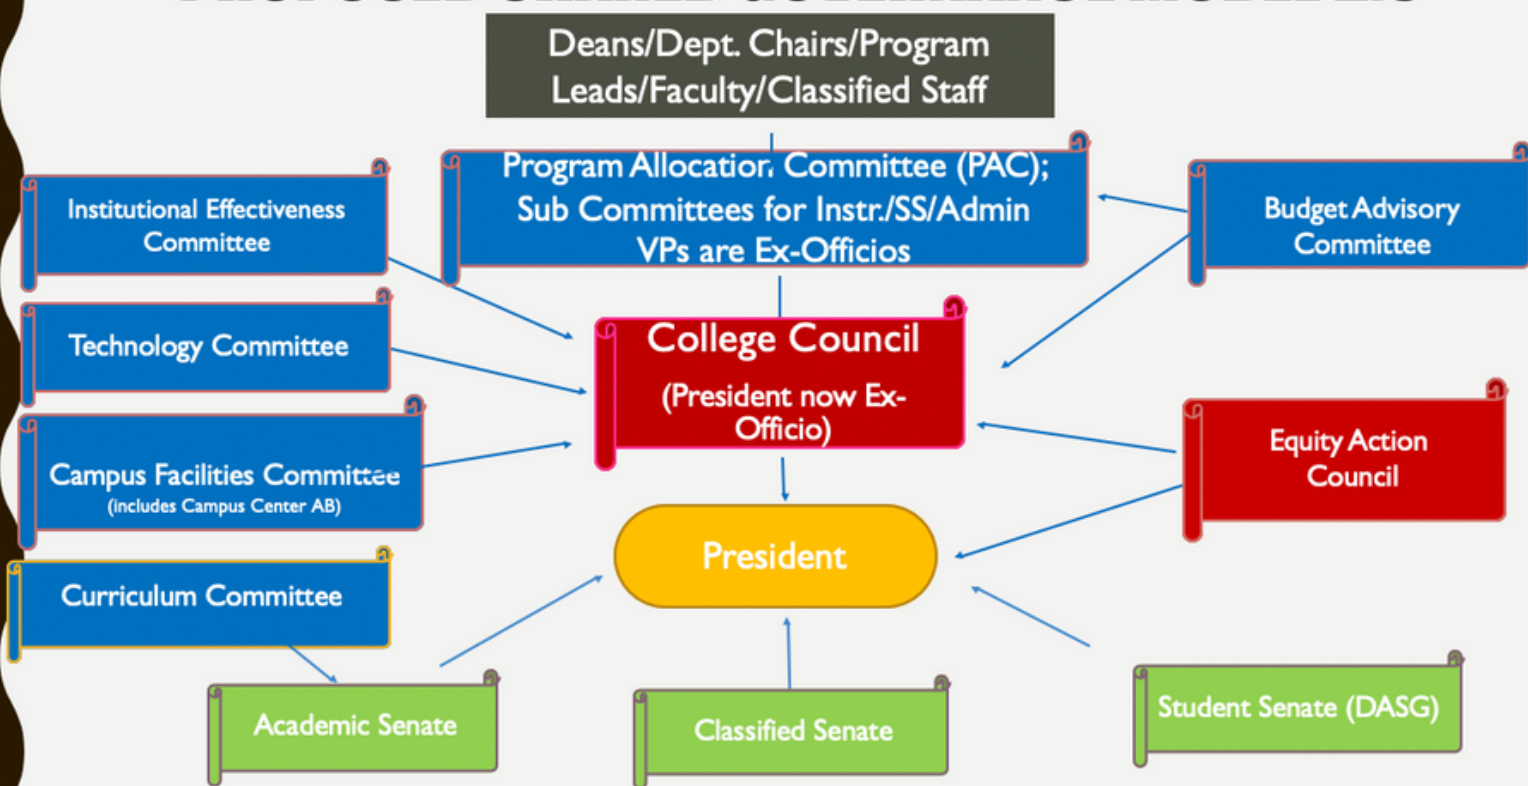 Deans/Dept. Chairs/Program
Leads/Faculty/Classified Staff
Program Allocation Committee (PAC);
Sub Committees for Instr./SS/Admin
VPs are Ex-Officios
Institutional Effectiveness
Committee
Budget Advisory
Committee
Technology Committee
College Council
(President now Ex-
Officio)
Campus Facilities Committee
(includes Campus Center AB)
Equity Action
Council
President
Curriculum Committee
Academic Senate
Classified Senate
Student Senate (DASG)